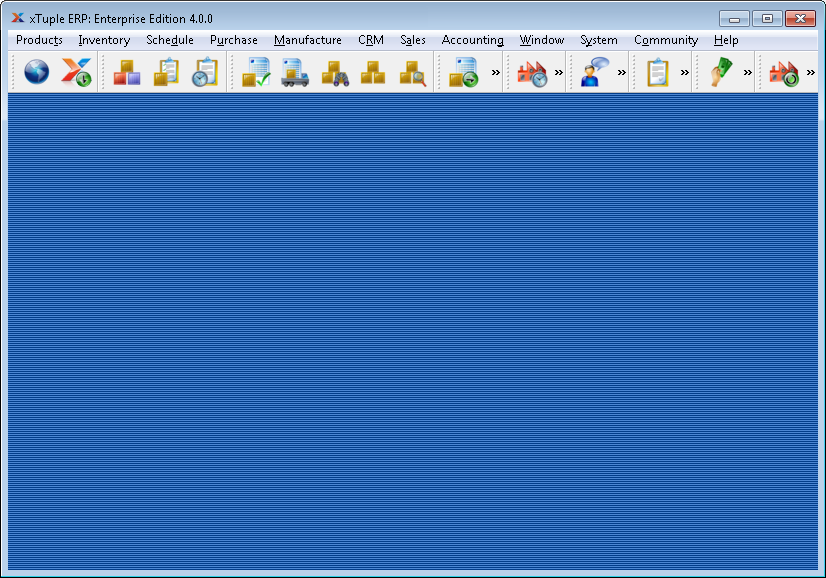 xTuple ERP: Enterprise Edition 4.0.0
Products Inventory Schedule Purchase Manufacture CRM Sales Accounting Window System Community Help